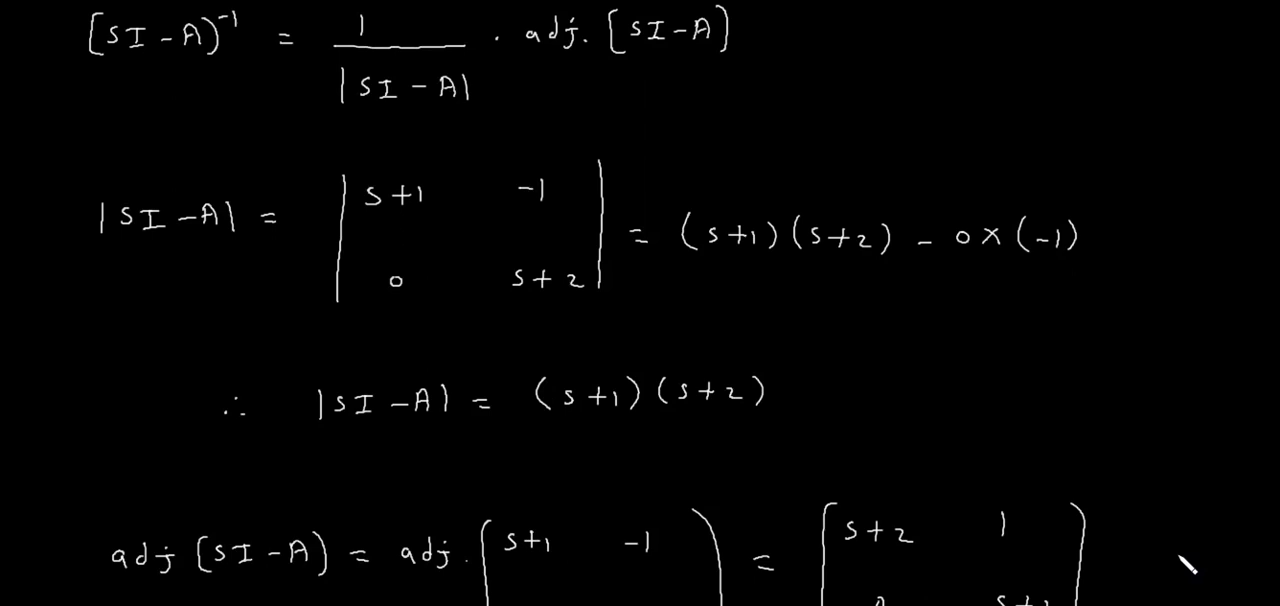 [sI-A]⁻¹ = 1/|sI-A| · adj. [sI-A]
|sI-A| = |s+1 -1; 0 s+2| = (s+1)(s+2) - 0×(-1)
∴ |sI-A| = (s+1)(s+2)
adj [sI-A] = adj. [s+1 -1] = [s+2 1]